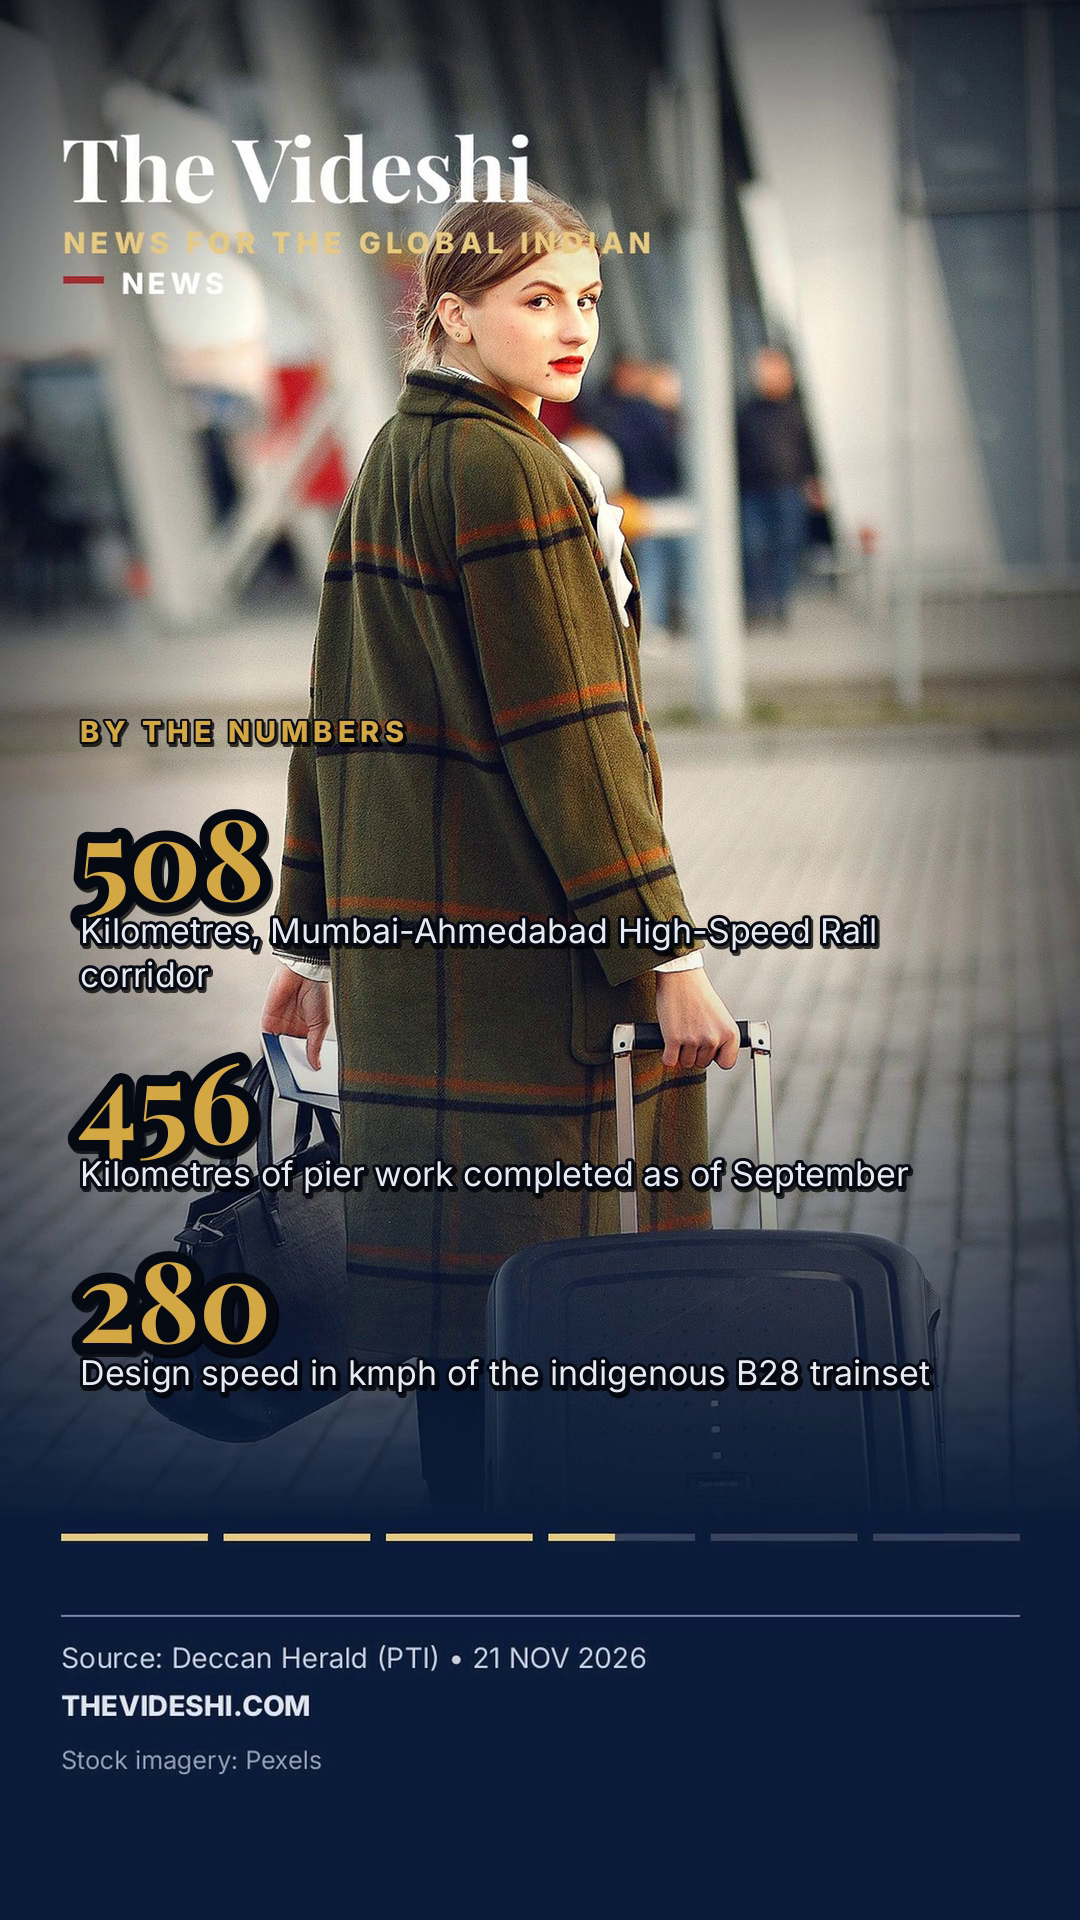 The Videshi
NEWS FOR THE GLOBAL INDIAN
NEWS
BY THE NUMBERS
508
Kilometres, Mumbai-Ahmedabad High-Speed Rail
corridor
456
Kilometres of pier work completed as of September
280
Design speed in kmph of the indigenous B28 trainset
Source: Deccan Herald (PTI) • 21 NOV 2026
THEVIDESHI.COM
Stock imagery: Pexels